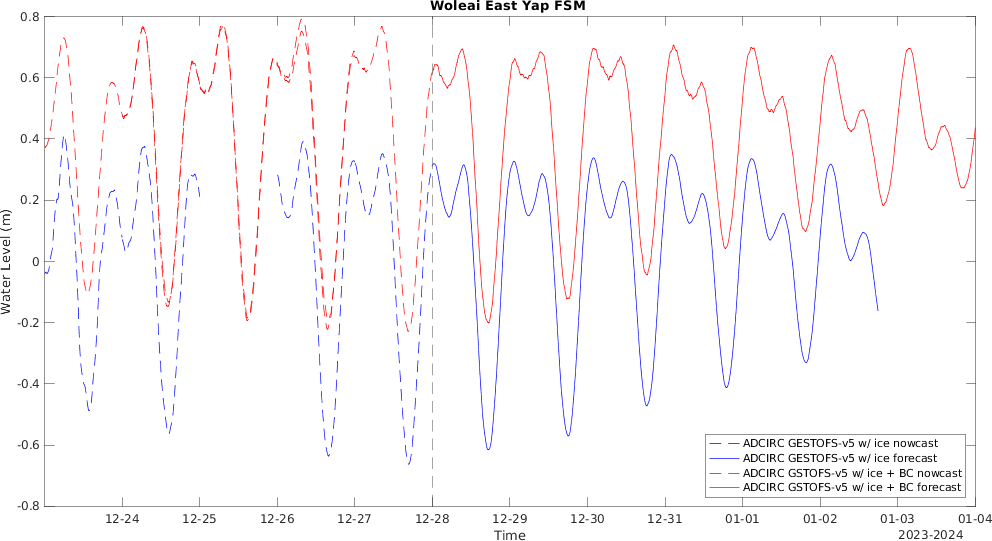 Woleai East Yap FSM
Water Level (m)
0.8
0.6
0.4
0.2
0
-0.2
-0.4
-0.6
-0.8
ADCIRC GESTOFS-v5 w/ ice nowcast
ADCIRC GESTOFS-v5 w/ ice forecast
ADCIRC GSTOFS-v5 w/ ice + BC nowcast
ADCIRC GSTOFS-v5 w/ ice + BC forecast
12-24 12-25 12-26 12-27 12-28 12-29 12-30 12-31 01-01 01-02 01-03 01-04
Time
2023-2024